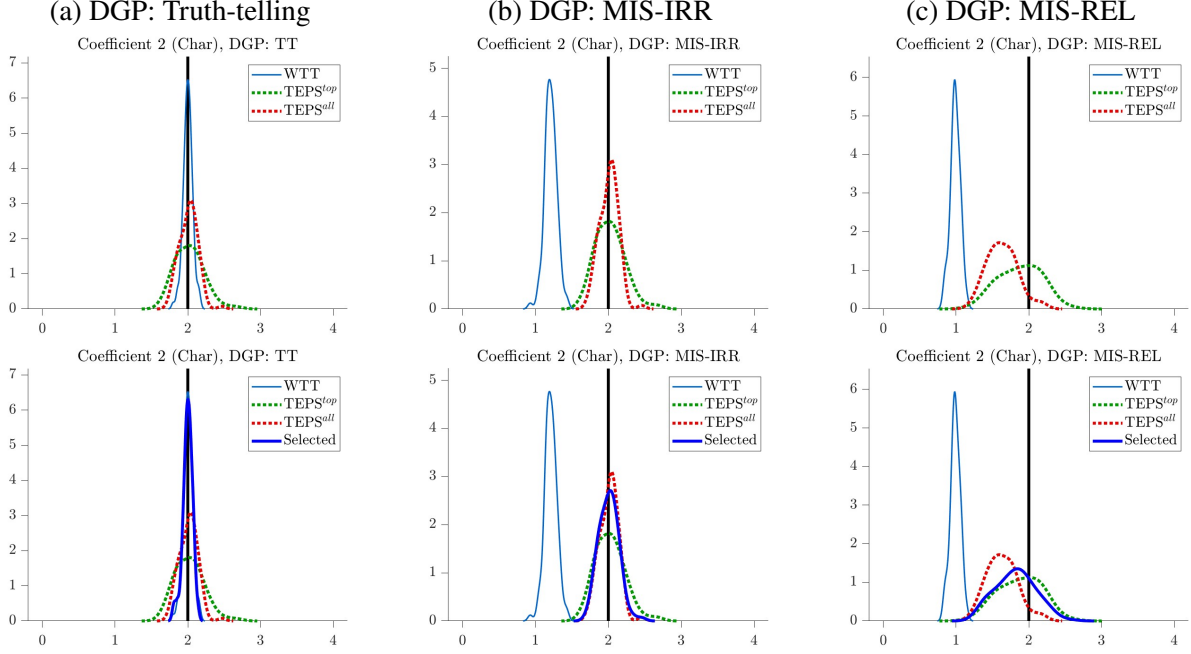 (a) DGP: Truth-telling
(b) DGP: MIS-IRR
(c) DGP: MIS-REL
Coefficient 2 (Char), DGP: TT
7
6
5
4
3
2
1
0
0 1 2 3 4
WTT
TEPS^top
TEPS^all
Coefficient 2 (Char), DGP: MIS-IRR
5
4
3
2
1
0
0 1 2 3 4
WTT
TEPS^top
TEPS^all
Coefficient 2 (Char), DGP: MIS-REL
6
5
4
3
2
1
0
0 1 2 3 4
WTT
TEPS^top
TEPS^all
Coefficient 2 (Char), DGP: TT
7
6
5
4
3
2
1
0
0 1 2 3 4
WTT
TEPS^top
TEPS^all
Selected
Coefficient 2 (Char), DGP: MIS-IRR
5
4
3
2
1
0
0 1 2 3 4
WTT
TEPS^top
TEPS^all
Selected
Coefficient 2 (Char), DGP: MIS-REL
6
5
4
3
2
1
0
0 1 2 3 4
WTT
TEPS^top
TEPS^all
Selected